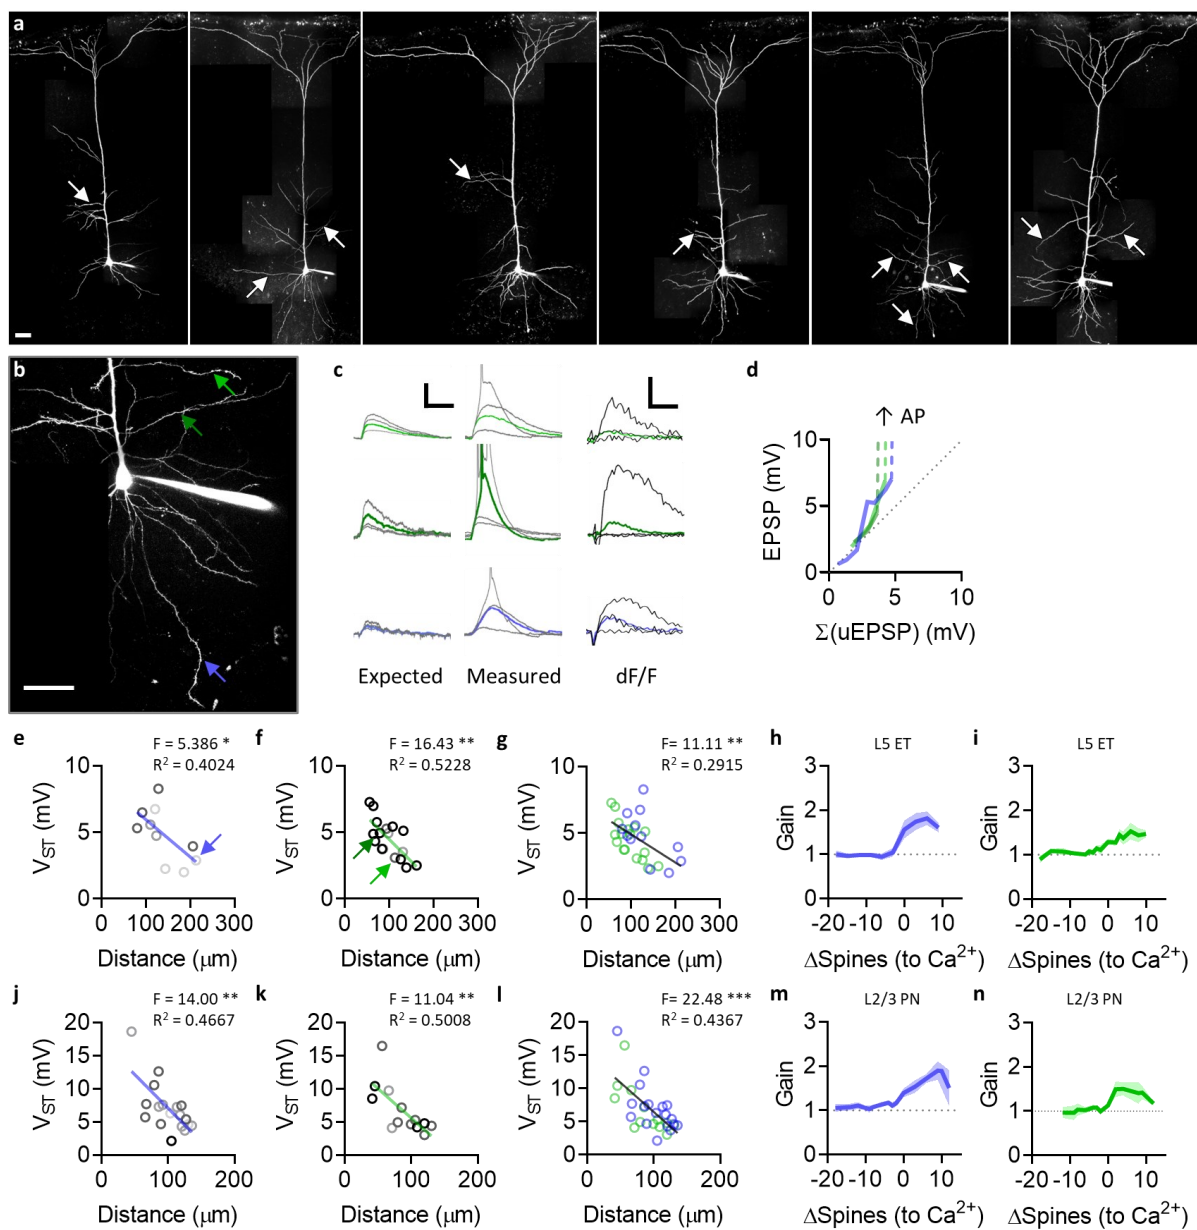 a
b
c
d
↑ AP
10
5
0
EPSP (mV)
0 5 10
Σ(uEPSP) (mV)
Expected Measured dF/F
e
F = 5.386 *
R² = 0.4024
10
5
0
V_ST (mV)
0 100 200 300
Distance (μm)
f
F = 16.43 **
R² = 0.5228
10
5
0
V_ST (mV)
0 100 200 300
Distance (μm)
g
F= 11.11 **
R² = 0.2915
10
5
0
V_ST (mV)
0 100 200 300
Distance (μm)
h
L5 ET
3
2
1
0
Gain
-20 -10 0 10
ΔSpines (to Ca²⁺)
i
L5 ET
3
2
1
0
Gain
-20 -10 0 10
ΔSpines (to Ca²⁺)
j
F = 14.00 **
R² = 0.4667
20
15
10
5
0
V_ST (mV)
0 100 200
Distance (μm)
k
F = 11.04 **
R² = 0.5008
20
15
10
5
0
V_ST (mV)
0 100 200
Distance (μm)
l
F= 22.48 ***
R² = 0.4367
20
15
10
5
0
V_ST (mV)
0 100 200
Distance (μm)
m
L2/3 PN
3
2
1
0
Gain
-20 -10 0 10
ΔSpines (to Ca²⁺)
n
L2/3 PN
3
2
1
0
Gain
-20 -10 0 10
ΔSpines (to Ca²⁺)